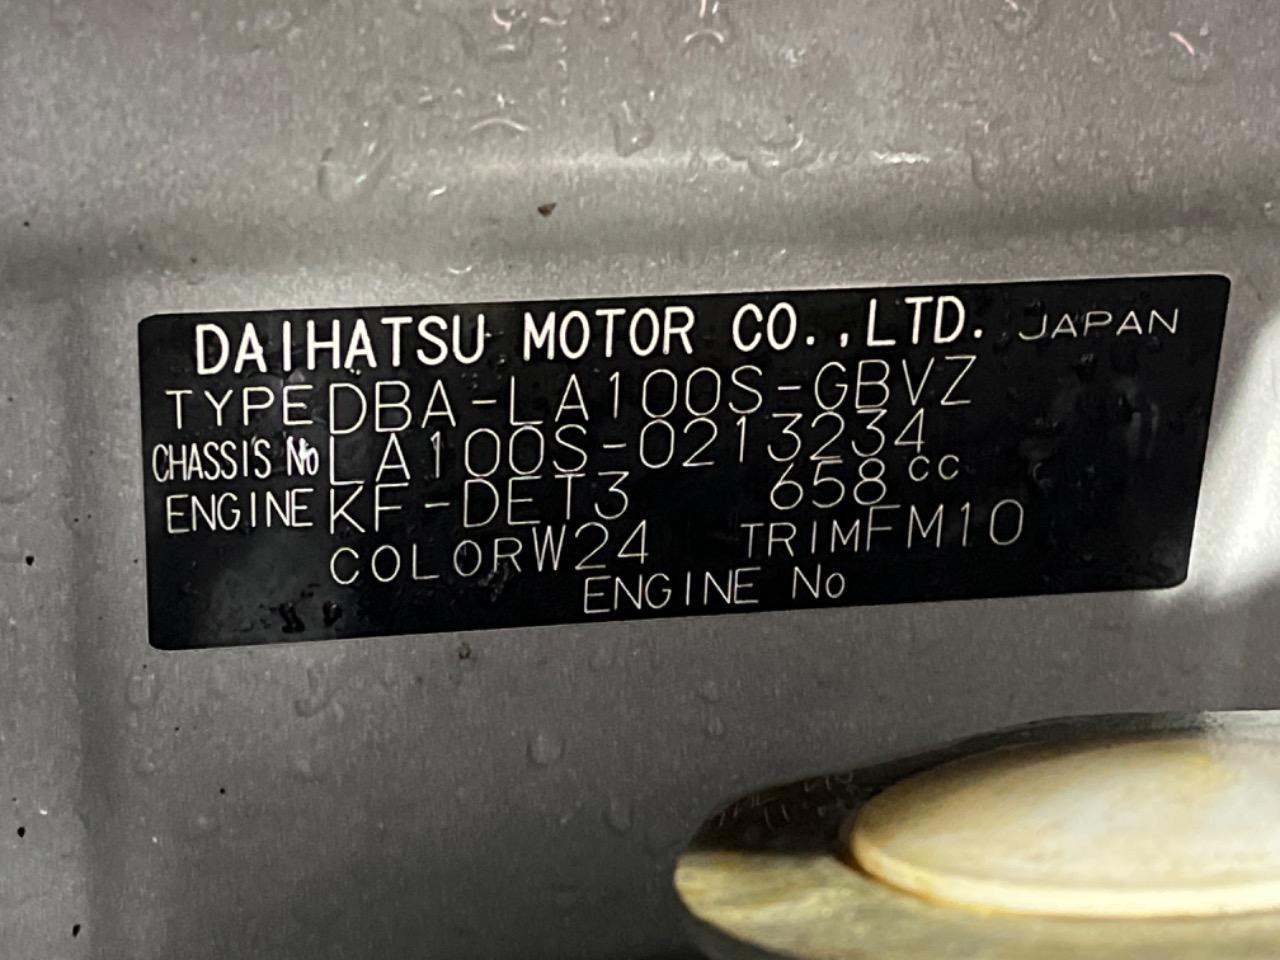 DAIHATSU MOTOR CO.,LTD. JAPAN
TYPE DBA-LA100S-GBVZ
CHASSIS No LA100S-0213234
ENGINE KF-DET3 658cc
COLOR W24 TRIM FM10
ENGINE No